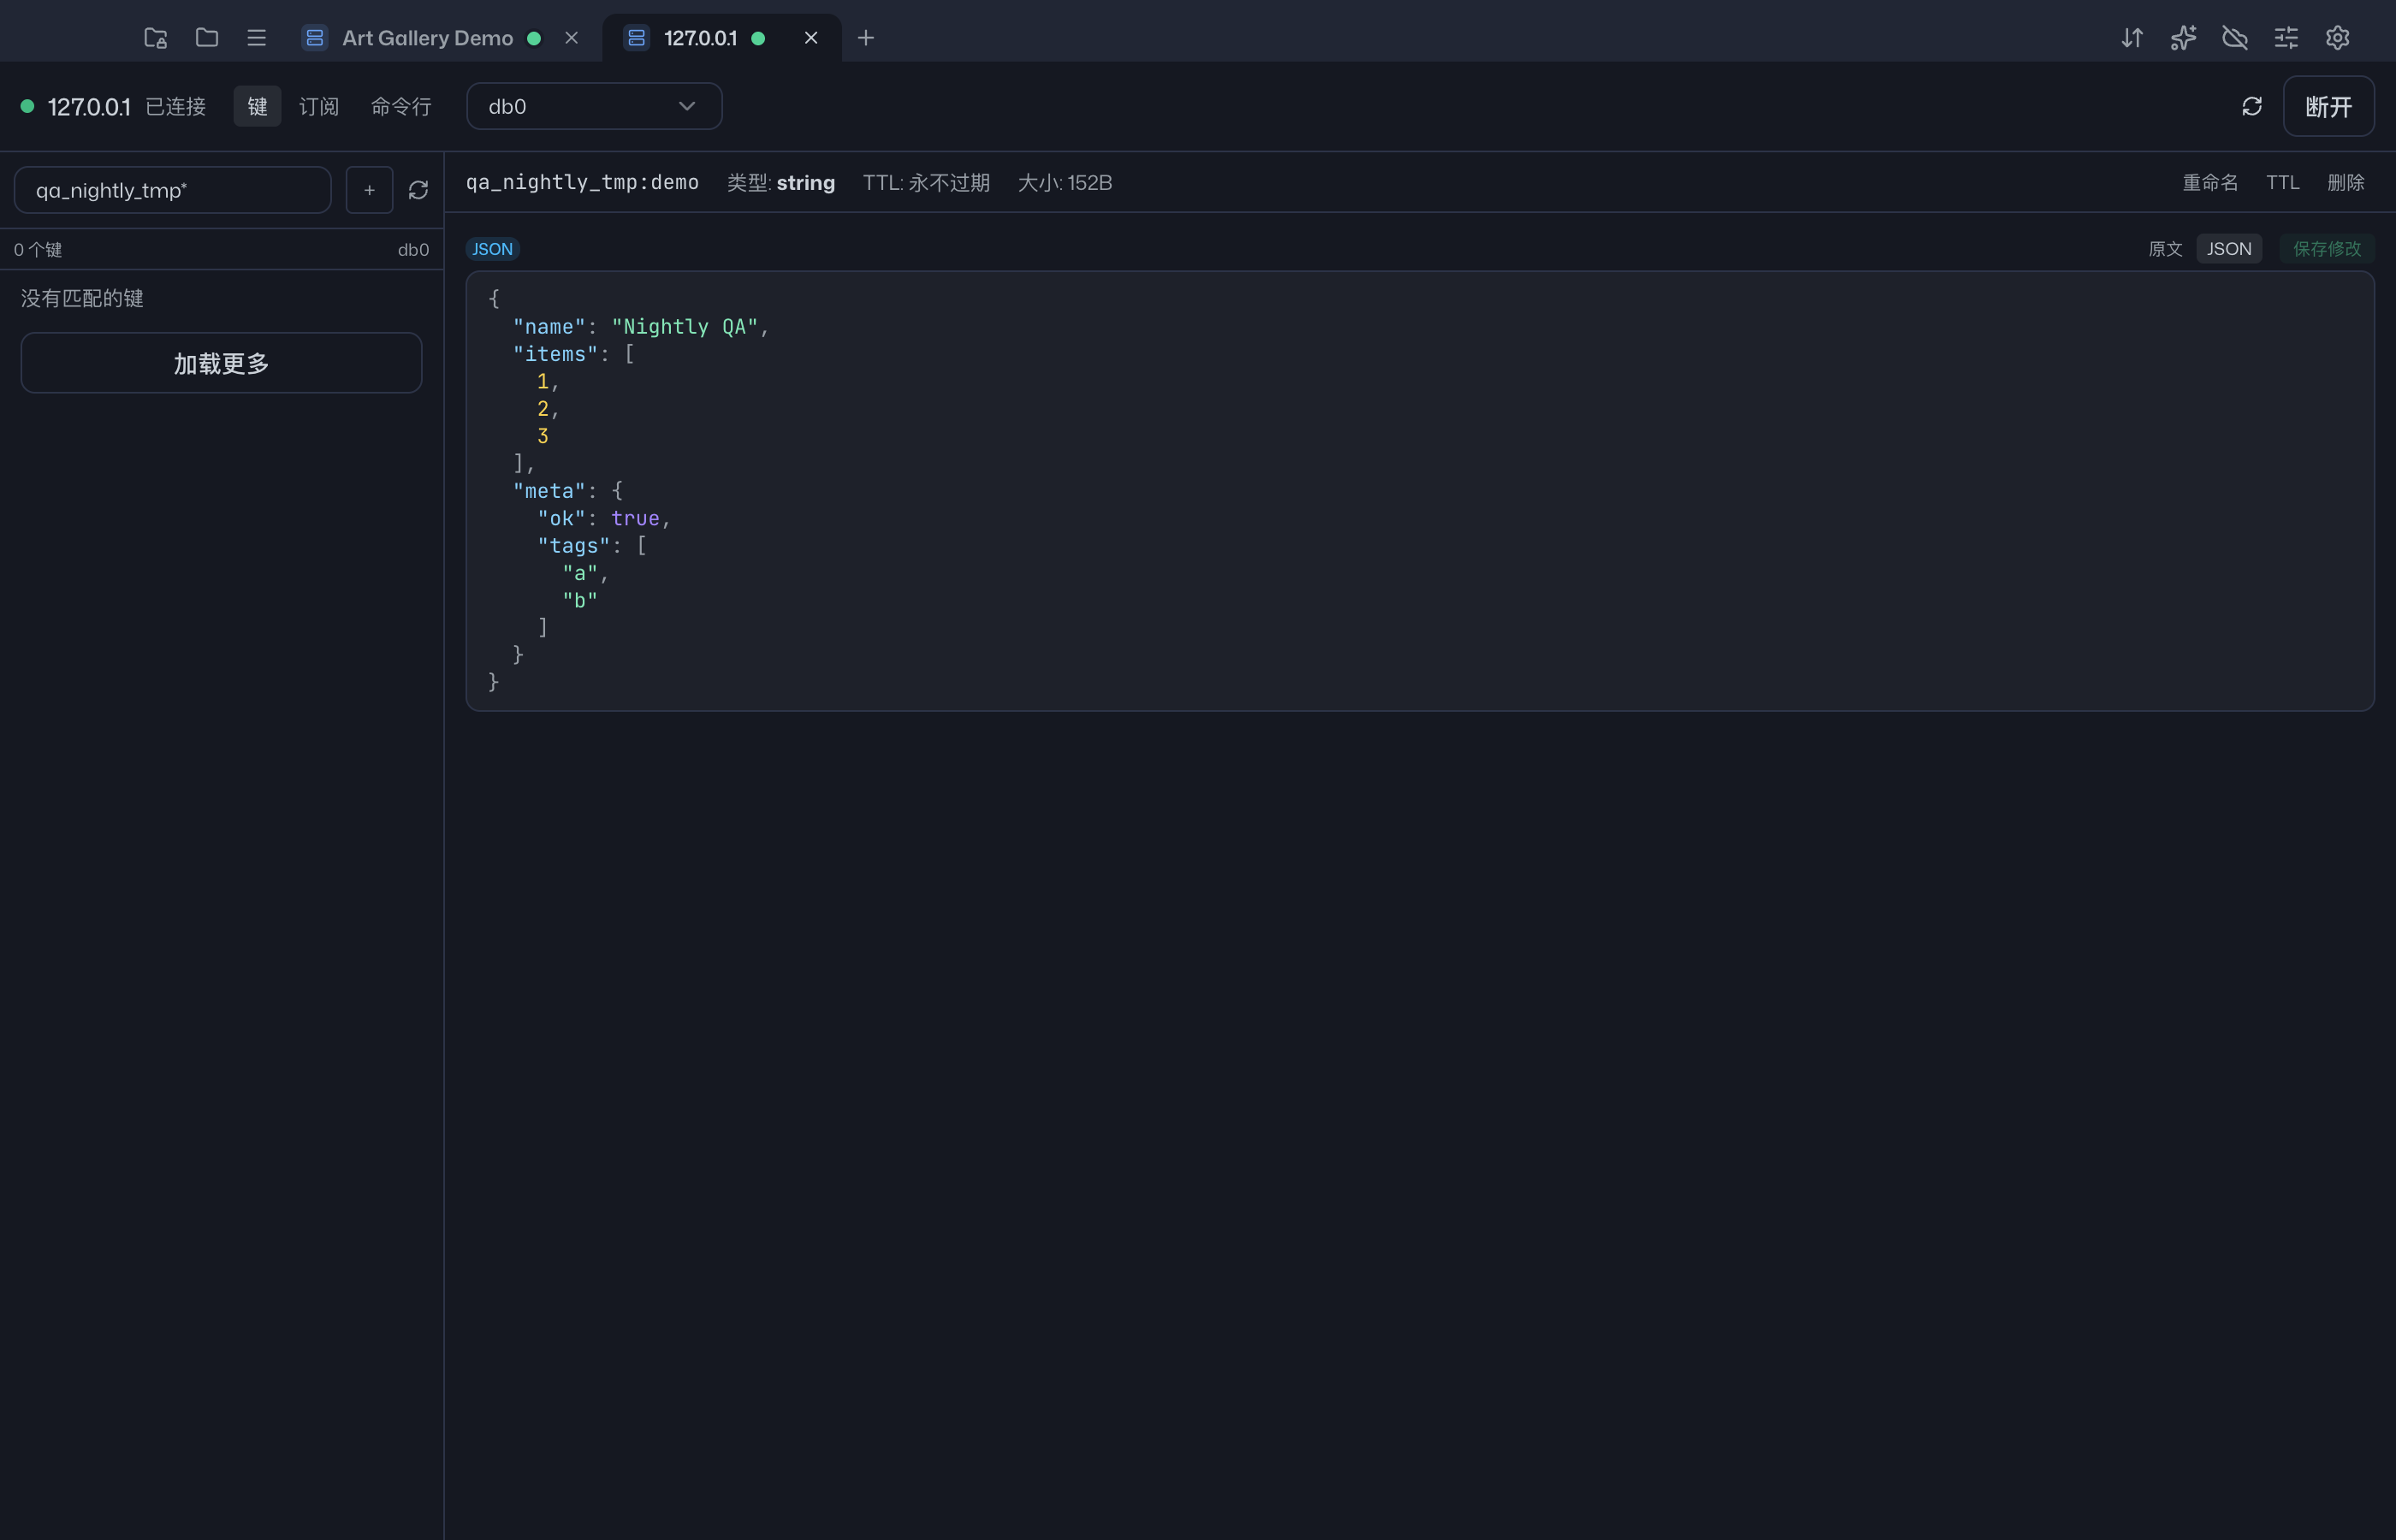 Art Gallery Demo
127.0.0.1
127.0.0.1 已连接 键 订阅 命令行 db0 断开
qa_nightly_tmp* +
0 个键 db0
没有匹配的键
加载更多
qa_nightly_tmp:demo 类型: string TTL: 永不过期 大小: 152B 重命名 TTL 删除
JSON 原文 JSON 保存修改
{
  "name": "Nightly QA",
  "items": [
    1,
    2,
    3
  ],
  "meta": {
    "ok": true,
    "tags": [
      "a",
      "b"
    ]
  }
}